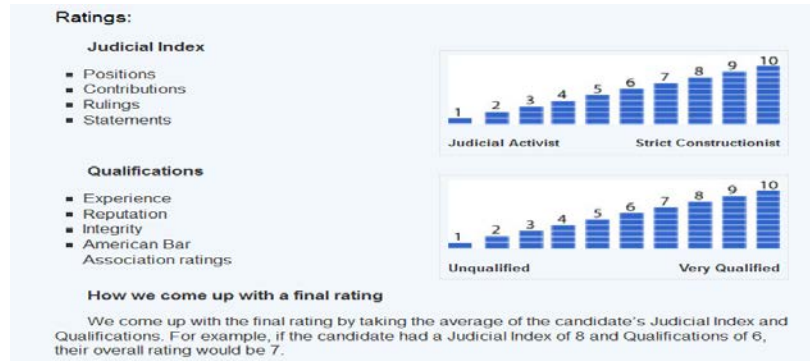 Ratings:
Judicial Index
▪ Positions
▪ Contributions
▪ Rulings
▪ Statements
1 2 3 4 5 6 7 8 9 10
Judicial Activist Strict Constructionist
Qualifications
▪ Experience
▪ Reputation
▪ Integrity
▪ American Bar
Association ratings
1 2 3 4 5 6 7 8 9 10
Unqualified Very Qualified
How we come up with a final rating
We come up with the final rating by taking the average of the candidate's Judicial Index and
Qualifications. For example, if the candidate had a Judicial Index of 8 and Qualifications of 6,
their overall rating would be 7.